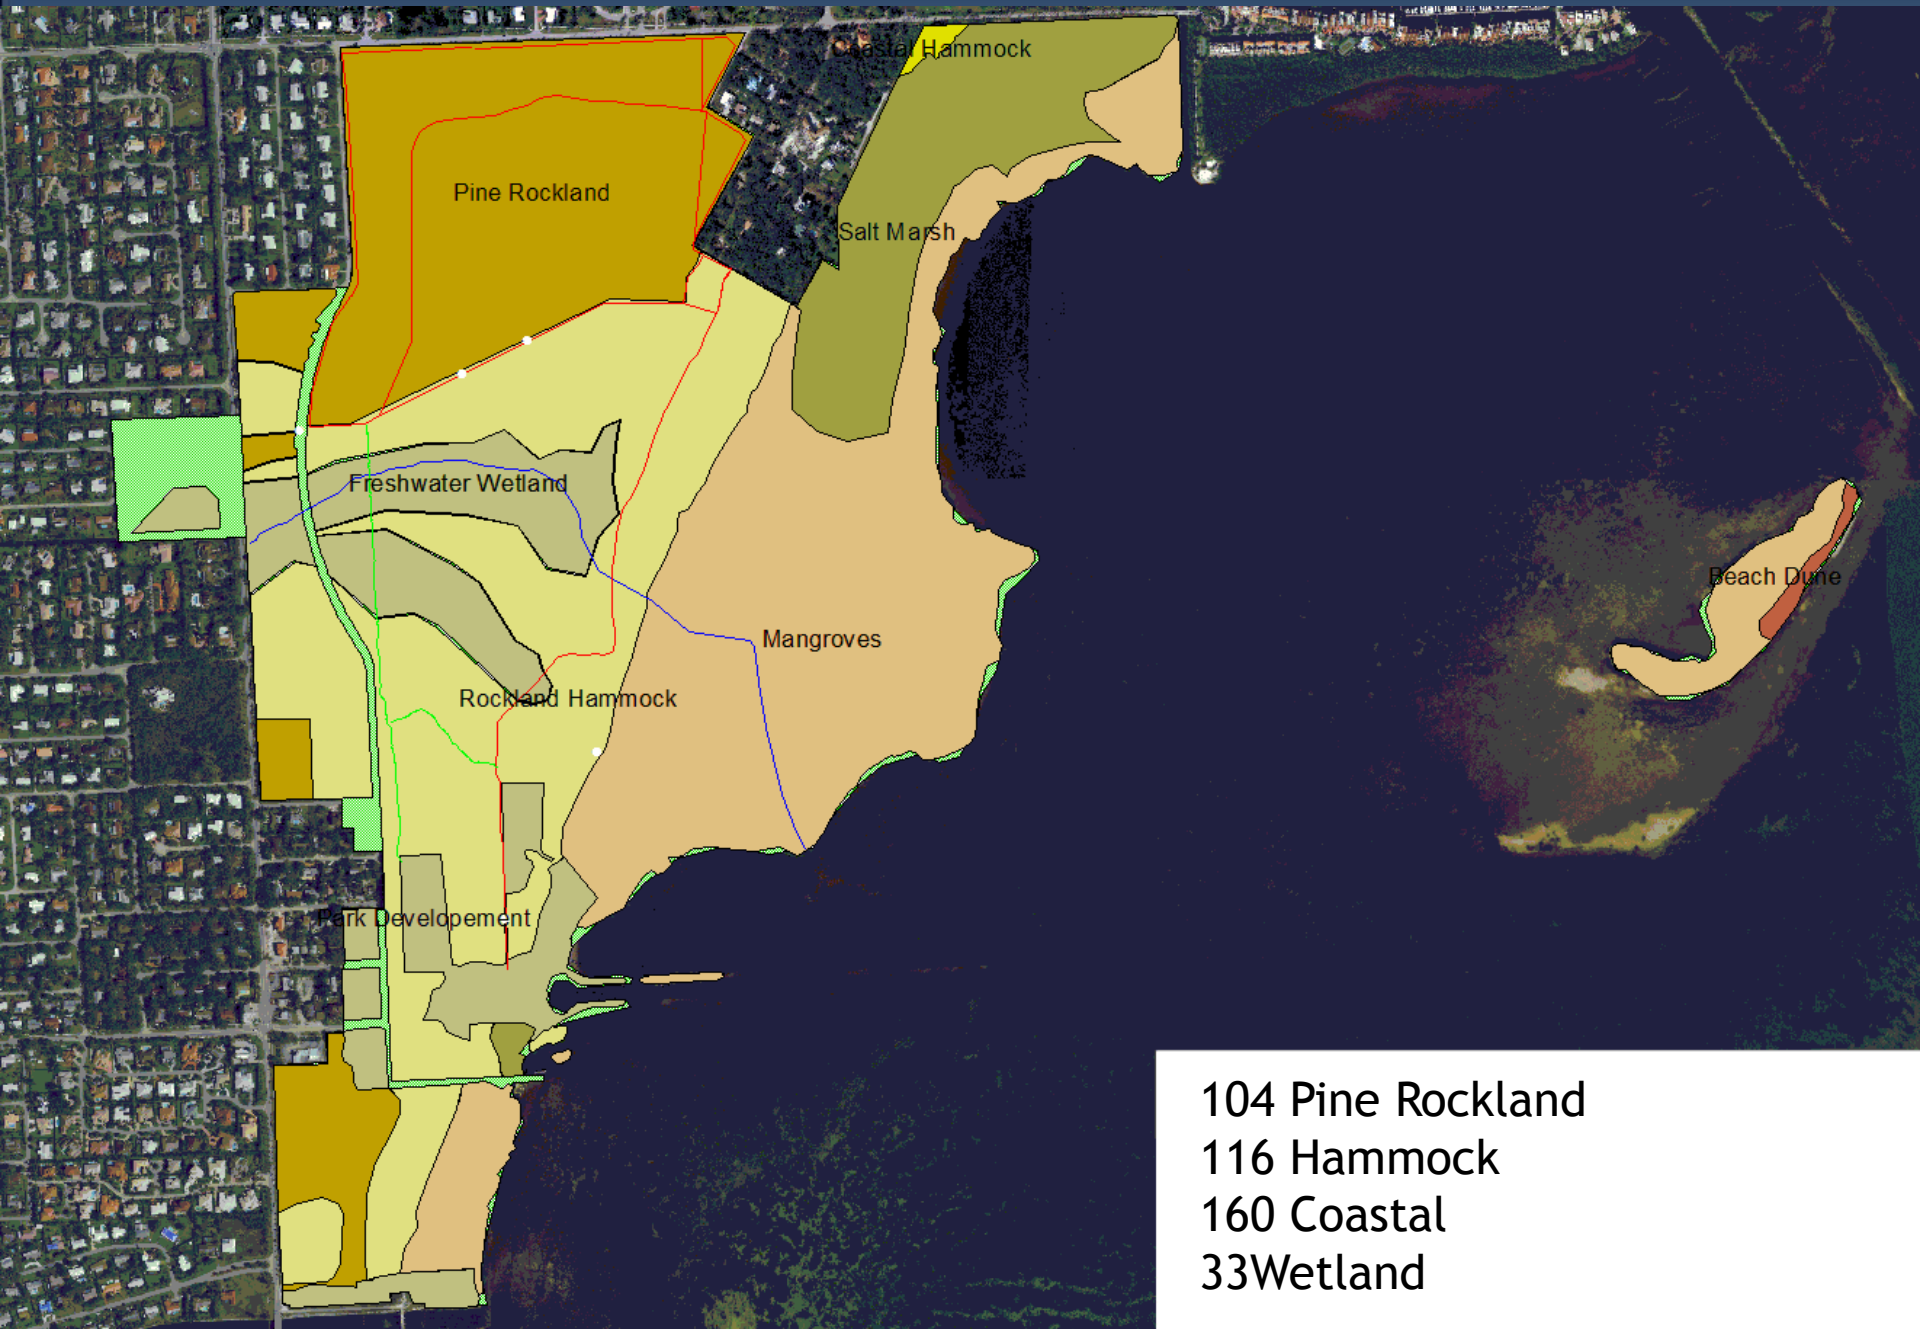 Coastal Hammock
Pine Rockland
Salt Marsh
Freshwater Wetland
Beach Dune
Mangroves
Rockland Hammock
Park Developement
104 Pine Rockland
116 Hammock
160 Coastal
33Wetland